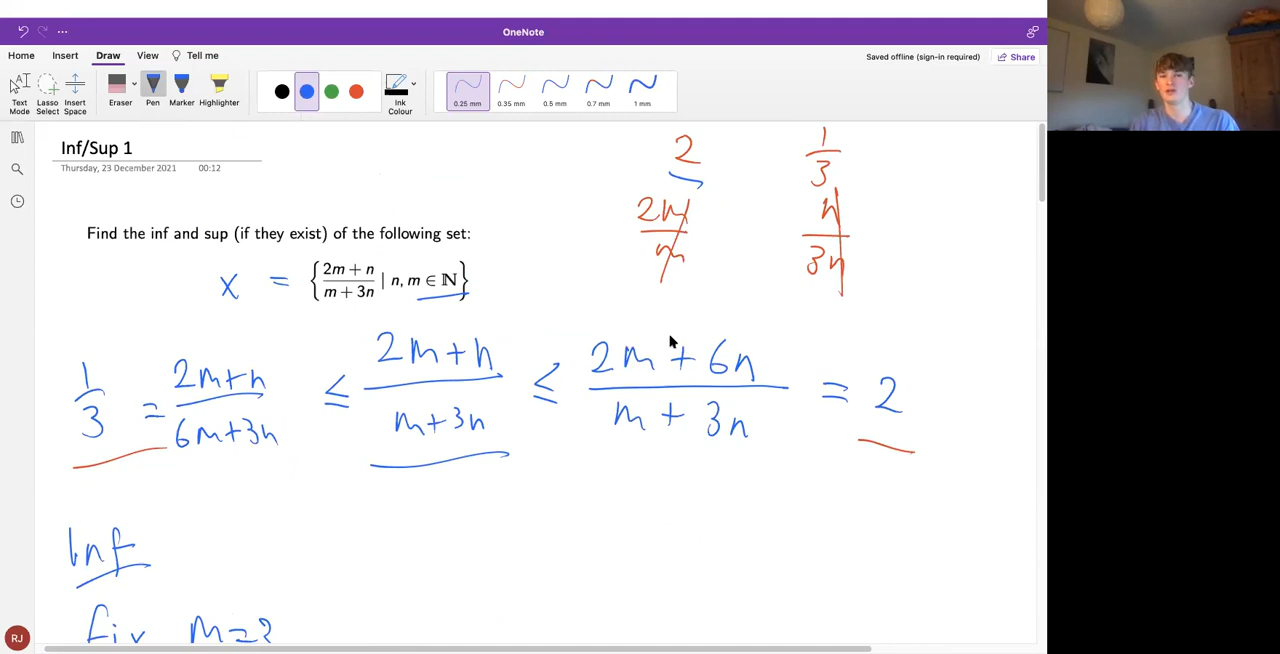 OneNote
Home Insert Draw View Tell me
Saved offline (sign-in required) Share
Text Mode Lasso Select Insert Space Eraser Pen Marker Highlighter Ink Colour 0.25 mm 0.35 mm 0.5 mm 0.7 mm 1 mm
Inf/Sup 1
Thursday, 23 December 2021 00:12
2 1/3
2m/m n/3n
Find the inf and sup (if they exist) of the following set:
X = { (2m + n)/(m + 3n) | n, m ∈ ℕ }
1/3 = (2m+n)/(6m+3n) ≤ (2m+n)/(m+3n) ≤ (2m+6n)/(m+3n) = 2
Inf
fix m=
RJ